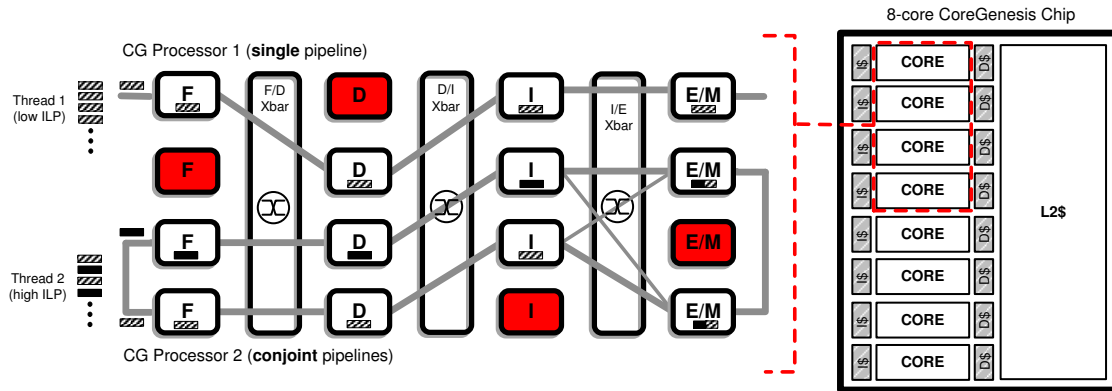 8-core CoreGenesis Chip
CG Processor 1 (single pipeline)
Thread 1
(low ILP)
F
F/D
Xbar
D
D/I
Xbar
I
I/E
Xbar
E/M
F
D
I
E/M
F
D
I
E/M
Thread 2
(high ILP)
F
D
I
E/M
CG Processor 2 (conjoint pipelines)
I$
CORE
D$
I$
CORE
D$
I$
CORE
D$
I$
CORE
D$
I$
CORE
D$
I$
CORE
D$
I$
CORE
D$
I$
CORE
D$
L2$